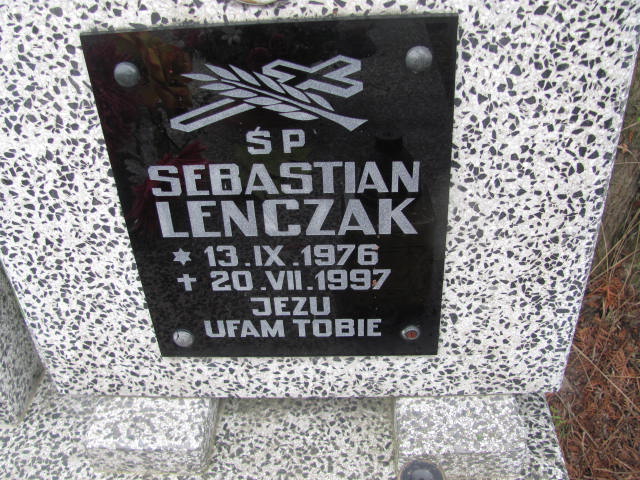 ŚP
SEBASTIAN
LENCZAK
* 13.IX.1976
✝ 20.VII.1997
JEZU
UFAM TOBIE